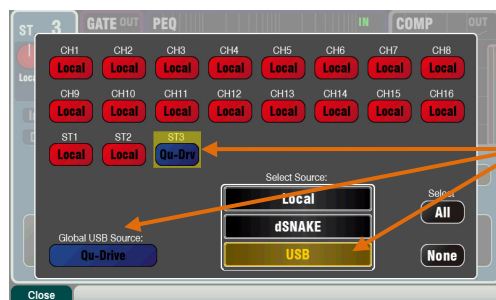 ST 3 GATE OUT PEQ IN COMP OUT
CH1 CH2 CH3 CH4 CH5 CH6 CH7 CH8
Local Local Local Local Local Local Local Local
CH9 CH10 CH11 CH12 CH13 CH14 CH15 CH16
Local Local Local Local Local Local Local Local
ST1 ST2 ST3
Local Local Qu-Drv
Select Source:
Local
dSNAKE
USB
Select
All
None
Global USB Source:
Qu-Drive
Close